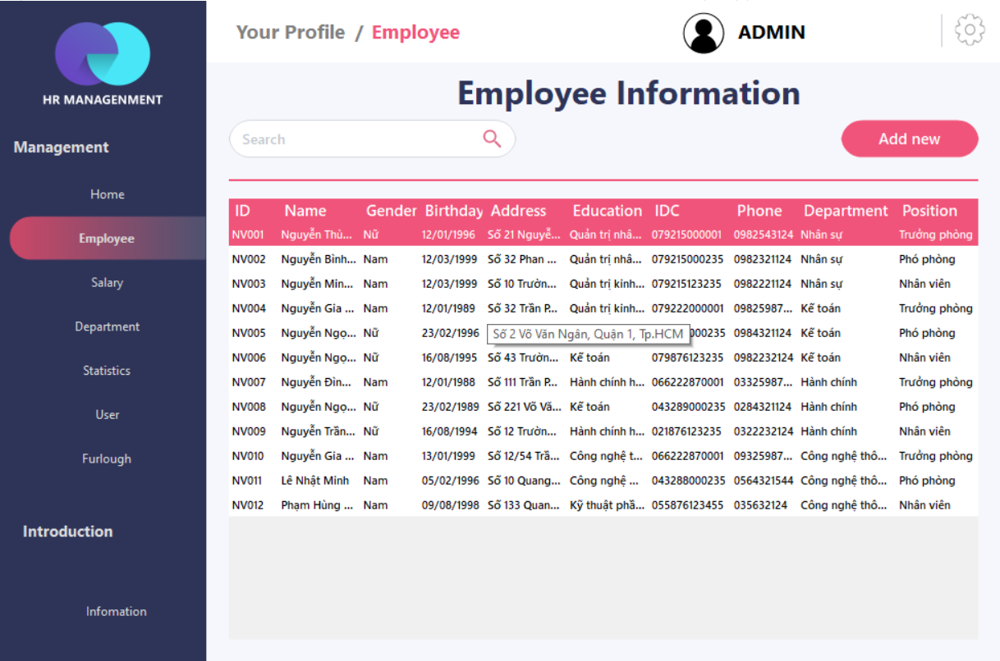 Your Profile / Employee
ADMIN
HR MANAGENMENT
Management
Home
Employee
Salary
Department
Statistics
User
Furlough
Introduction
Infomation
Employee Information
Search
Add new
ID Name Gender Birthday Address Education IDC Phone Department Position
NV001 Nguyễn Thù... Nữ 12/01/1996 Số 21 Nguyễ... Quản trị nhâ... 079215000001 0982543124 Nhân sự Trưởng phòng
NV002 Nguyễn Bình... Nam 12/03/1999 Số 32 Phan ... Quản trị nhâ... 079215000235 0982321124 Nhân sự Phó phòng
NV003 Nguyễn Min... Nam 12/03/1999 Số 10 Trườn... Quản trị kinh... 079215123235 0982221124 Nhân sự Nhân viên
NV004 Nguyễn Gia ... Nam 12/01/1989 Số 32 Trần P... Quản trị kinh... 079222000001 09825987... Kế toán Trưởng phòng
NV005 Nguyễn Ngọ... Nữ 23/02/1996 Số 2 Võ Văn Ngân, Quận 1, Tp.HCM 000235 0984321124 Kế toán Phó phòng
NV006 Nguyễn Ngọ... Nữ 16/08/1995 Số 43 Trườn... Kế toán 079876123235 0982232124 Kế toán Nhân viên
NV007 Nguyễn Đìn... Nam 12/01/1988 Số 111 Trần P... Hành chính h... 066222870001 03325987... Hành chính Trưởng phòng
NV008 Nguyễn Ngọ... Nữ 23/02/1989 Số 221 Võ Vă... Kế toán 043289000235 0284321124 Hành chính Phó phòng
NV009 Nguyễn Trần... Nữ 16/08/1994 Số 12 Trườn... Hành chính h... 021876123235 0322232124 Hành chính Nhân viên
NV010 Nguyễn Gia ... Nam 13/01/1999 Số 12/54 Trầ... Công nghệ t... 066222870001 09325987... Công nghệ thô... Trưởng phòng
NV011 Lê Nhật Minh Nam 05/02/1996 Số 10 Quang... Công nghệ ... 043288000235 0564321544 Công nghệ thô... Phó phòng
NV012 Phạm Hùng ... Nam 09/08/1998 Số 133 Quan... Kỹ thuật phầ... 055876123455 035632124 Công nghệ thô... Nhân viên